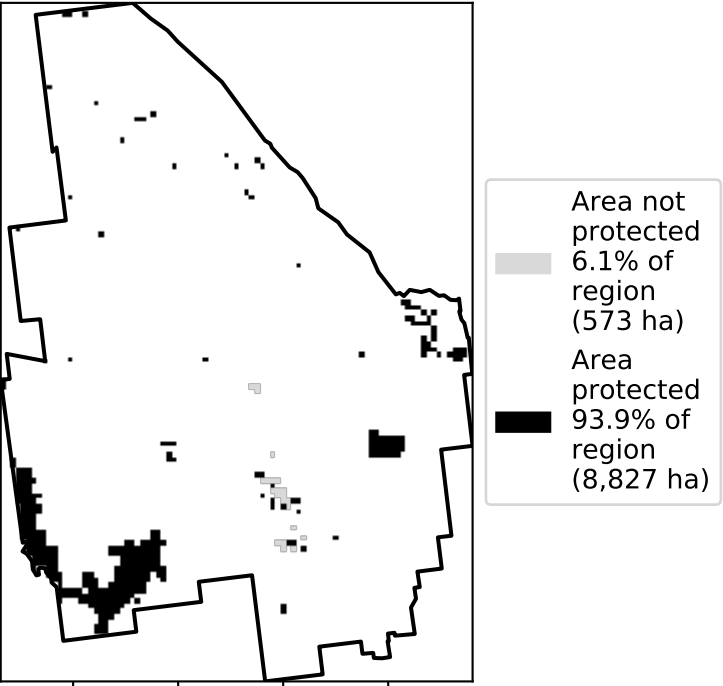 Area not
protected
6.1% of
region
(573 ha)
Area
protected
93.9% of
region
(8,827 ha)